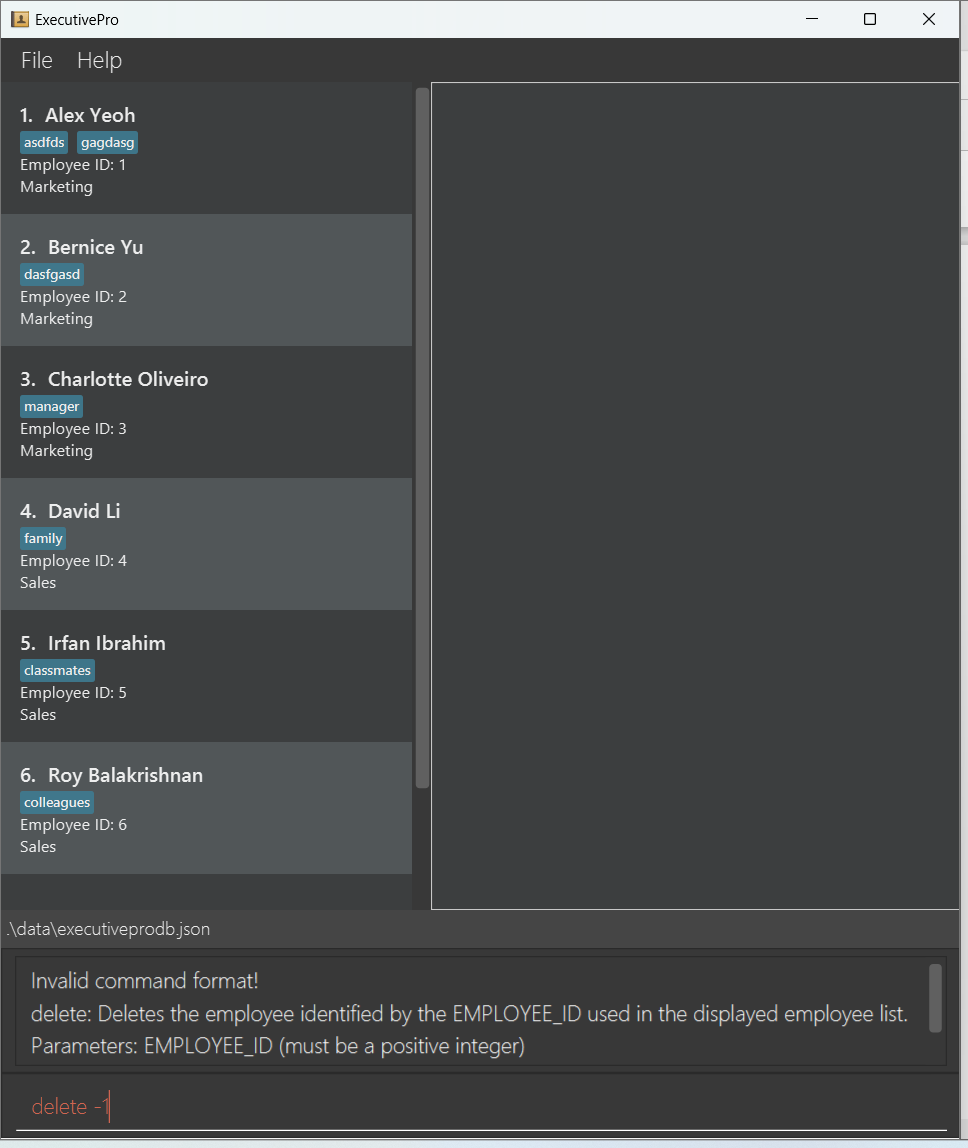 ExecutivePro
File Help
1. Alex Yeoh
asdfds gagdasg
Employee ID: 1
Marketing
2. Bernice Yu
dasfgasd
Employee ID: 2
Marketing
3. Charlotte Oliveiro
manager
Employee ID: 3
Marketing
4. David Li
family
Employee ID: 4
Sales
5. Irfan Ibrahim
classmates
Employee ID: 5
Sales
6. Roy Balakrishnan
colleagues
Employee ID: 6
Sales
.\data\executiveprodb.json
Invalid command format!
delete: Deletes the employee identified by the EMPLOYEE_ID used in the displayed employee list.
Parameters: EMPLOYEE_ID (must be a positive integer)
delete -1